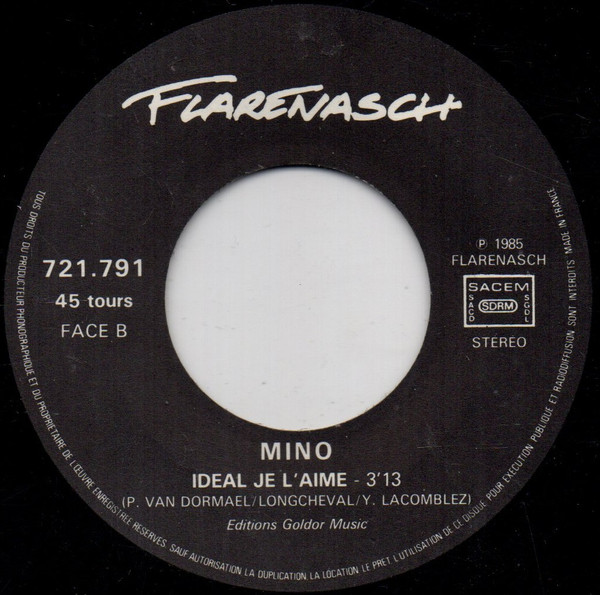 FLARENASCH
721.791
45 tours
FACE B
℗ 1985
FLARENASCH
SACEM
SACD
SDRM
SGDL
STEREO
MINO
IDEAL JE L'AIME - 3'13
(P. VAN DORMAEL/LONGCHEVAL/Y. LACOMBLEZ)
Editions Goldor Music
TOUS DROITS DU PRODUCTEUR PHONOGRAPHIQUE ET DU PROPRIETAIRE DE L'ŒUVRE ENREGISTREE RESERVES. SAUF AUTORISATION LA DUPLICATION LA LOCATION LE PRET L'UTILISATION DE CE DISQUE POUR EXECUTION PUBLIQUE ET RADIODIFFUSION SONT INTERDITS. MADE IN FRANCE.